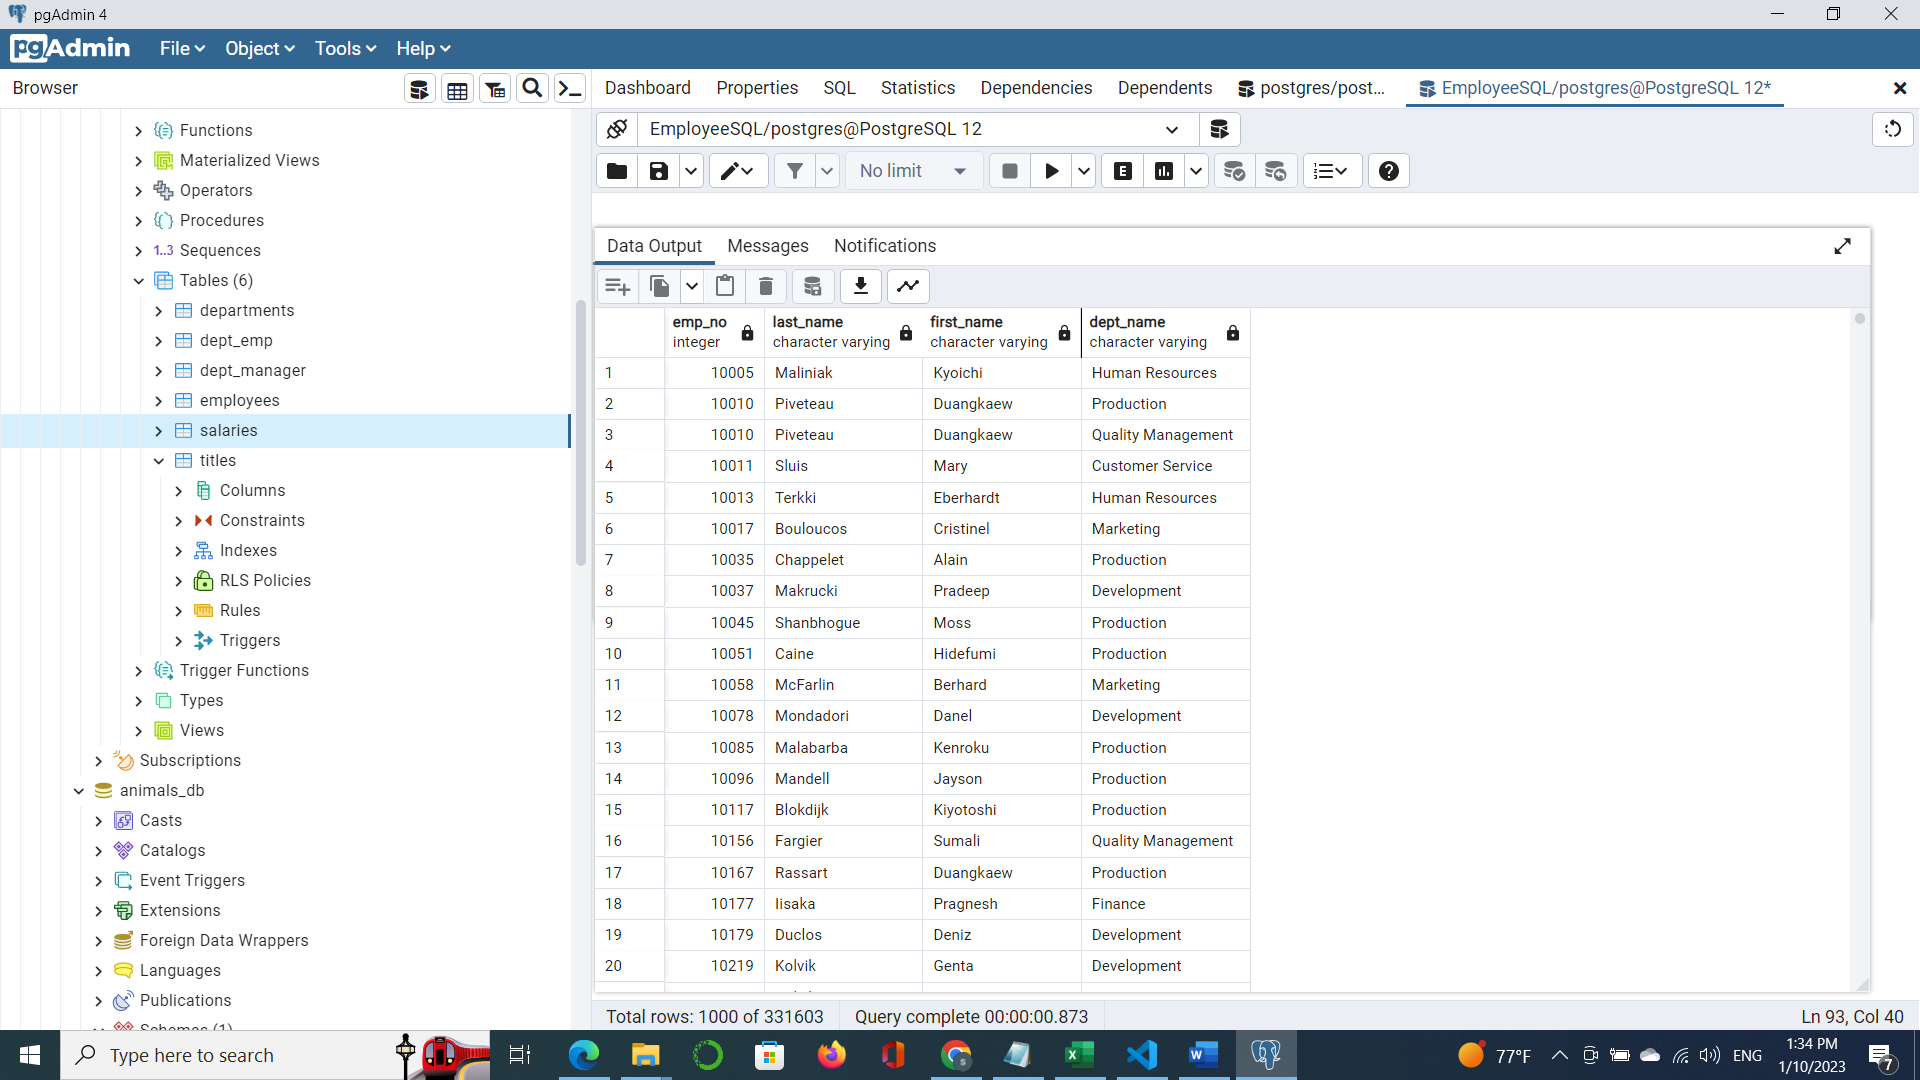 pgAdmin 4
pgAdmin File Object Tools Help
Browser
Dashboard Properties SQL Statistics Dependencies Dependents postgres/post... EmployeeSQL/postgres@PostgreSQL 12*
Functions
Materialized Views
Operators
Procedures
1..3 Sequences
Tables (6)
departments
dept_emp
dept_manager
employees
salaries
titles
Columns
Constraints
Indexes
RLS Policies
Rules
Triggers
Trigger Functions
Types
Views
Subscriptions
animals_db
Casts
Catalogs
Event Triggers
Extensions
Foreign Data Wrappers
Languages
Publications
Schemas (1)
EmployeeSQL/postgres@PostgreSQL 12
No limit E
Data Output Messages Notifications
emp_no last_name first_name dept_name
integer character varying character varying character varying
1 10005 Maliniak Kyoichi Human Resources
2 10010 Piveteau Duangkaew Production
3 10010 Piveteau Duangkaew Quality Management
4 10011 Sluis Mary Customer Service
5 10013 Terkki Eberhardt Human Resources
6 10017 Bouloucos Cristinel Marketing
7 10035 Chappelet Alain Production
8 10037 Makrucki Pradeep Development
9 10045 Shanbhogue Moss Production
10 10051 Caine Hidefumi Production
11 10058 McFarlin Berhard Marketing
12 10078 Mondadori Danel Development
13 10085 Malabarba Kenroku Production
14 10096 Mandell Jayson Production
15 10117 Blokdijk Kiyotoshi Production
16 10156 Fargier Sumali Quality Management
17 10167 Rassart Duangkaew Production
18 10177 Iisaka Pragnesh Finance
19 10179 Duclos Deniz Development
20 10219 Kolvik Genta Development
Total rows: 1000 of 331603 Query complete 00:00:00.873 Ln 93, Col 40
Type here to search
77°F ENG
1:34 PM
1/10/2023
7